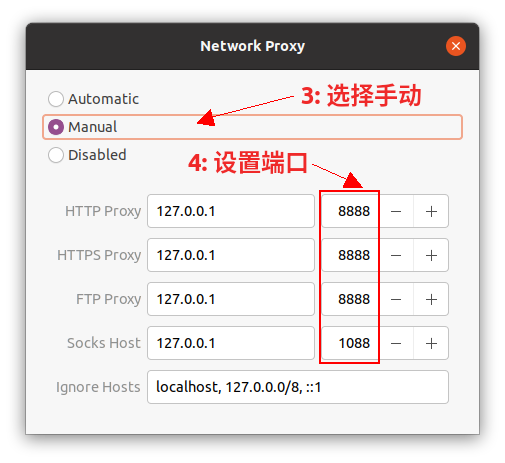 Network Proxy
Automatic
3: 选择手动
Manual
Disabled
4: 设置端口
HTTP Proxy 127.0.0.1 8888 − +
HTTPS Proxy 127.0.0.1 8888 − +
FTP Proxy 127.0.0.1 8888 − +
Socks Host 127.0.0.1 1088 − +
Ignore Hosts localhost, 127.0.0.0/8, ::1